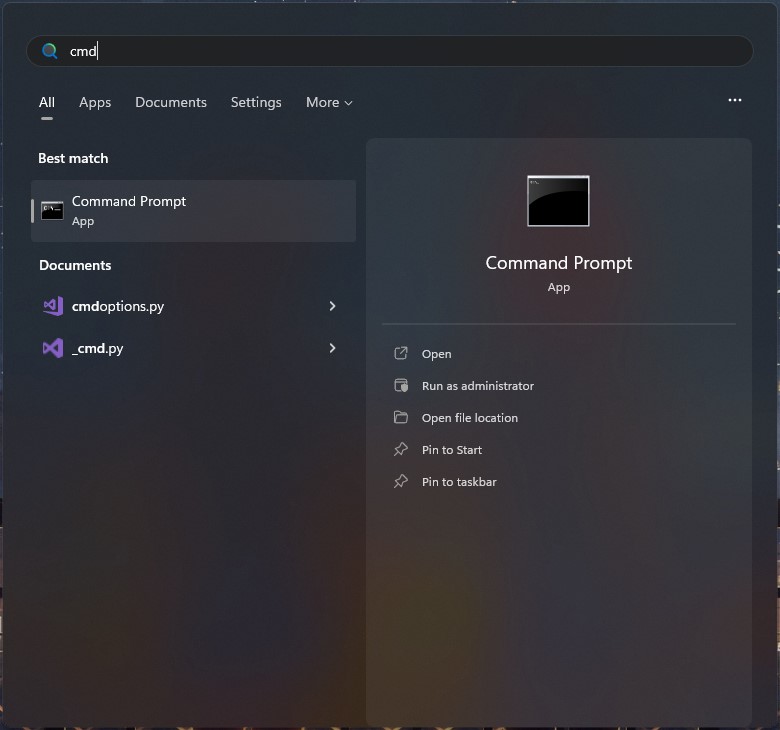 cmd
All Apps Documents Settings More
Best match
Command Prompt
App
Documents
cmdoptions.py
_cmd.py
Command Prompt
App
Open
Run as administrator
Open file location
Pin to Start
Pin to taskbar